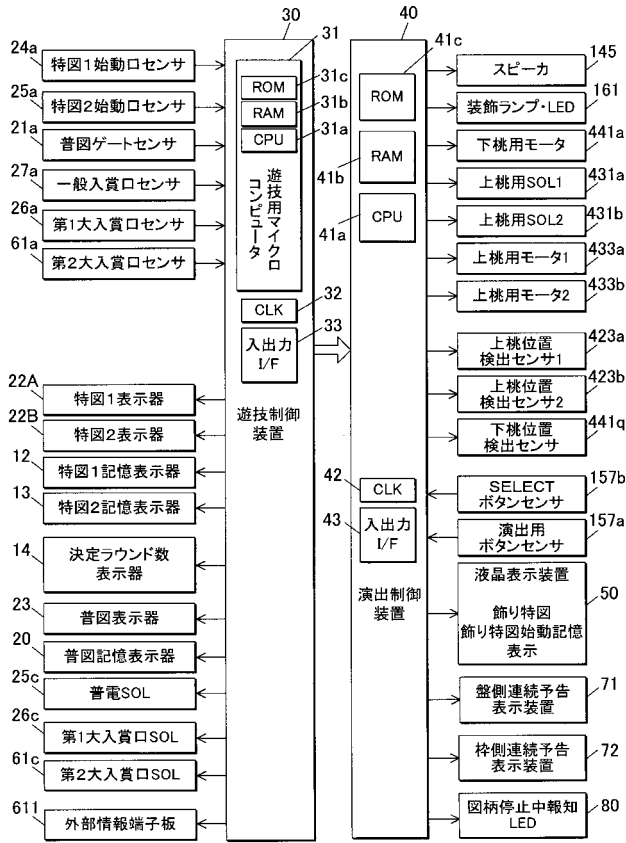 30
31
24a
特図1始動口センサ
25a
特図2始動口センサ
21a
普図ゲートセンサ
27a
一般入賞口センサ
26a
第1大入賞口センサ
61a
第2大入賞口センサ
ROM
31c
RAM
31b
CPU
31a
遊技用マイクロ
コンピュータ
32
CLK
33
入出力
I/F
遊技制御
装置
22A
特図1表示器
22B
特図2表示器
12
特図1記憶表示器
13
特図2記憶表示器
14
決定ラウンド数
表示器
23
普図表示器
20
普図記憶表示器
25c
普電SOL
26c
第1大入賞口SOL
61c
第2大入賞口SOL
611
外部情報端子板
40
41c
ROM
41b
RAM
41a
CPU
42
CLK
43
入出力
I/F
演出制御
装置
145
スピーカ
161
装飾ランプ・LED
441a
下桃用モータ
431a
上桃用SOL1
431b
上桃用SOL2
433a
上桃用モータ1
433b
上桃用モータ2
423a
上桃位置
検出センサ1
423b
上桃位置
検出センサ2
441q
下桃位置
検出センサ
157b
SELECT
ボタンセンサ
157a
演出用
ボタンセンサ
50
液晶表示装置
飾り特図
飾り特図始動記憶
表示
71
盤側連続予告
表示装置
72
枠側連続予告
表示装置
80
図柄停止中報知
LED